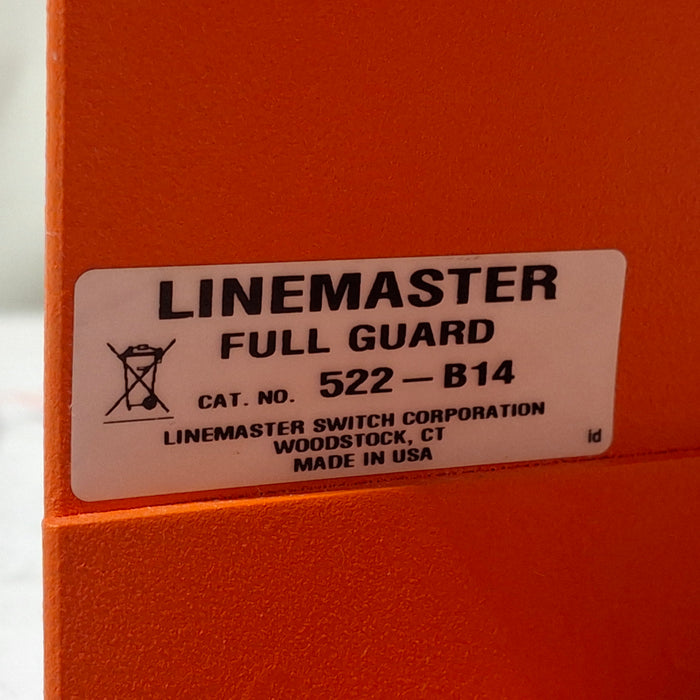 LINEMASTER
FULL GUARD
CAT. NO. 522-B14
LINEMASTER SWITCH CORPORATION
WOODSTOCK, CT
MADE IN USA
id